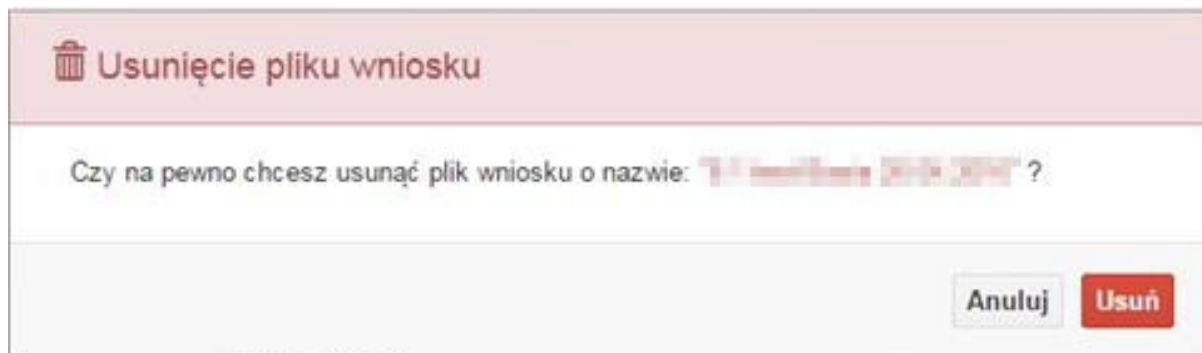 Usunięcie pliku wniosku
Czy na pewno chcesz usunąć plik wniosku o nazwie: ?
Anuluj Usuń